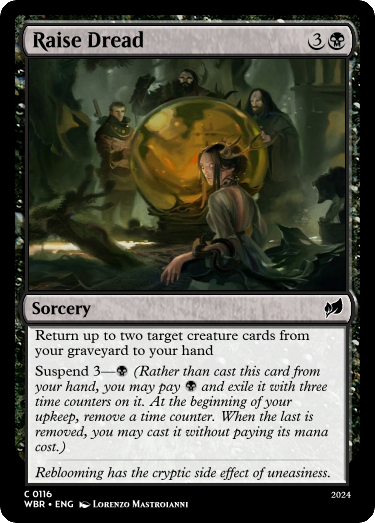 Raise Dread 3
Sorcery
Return up to two target creature cards from
your graveyard to your hand
Suspend 3— (Rather than cast this card from
your hand, you may pay and exile it with three
time counters on it. At the beginning of your
upkeep, remove a time counter. When the last is
removed, you may cast it without paying its mana
cost.)
Reblooming has the cryptic side effect of uneasiness.
C 0116
WBR • ENG Lorenzo Mastroianni
2024